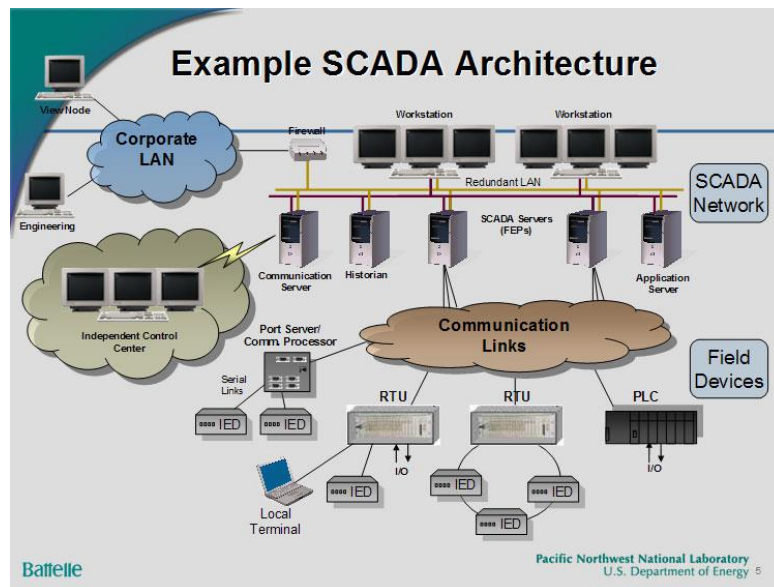 Example SCADA Architecture
View Node
Corporate
LAN
Firewall
Workstation
Workstation
Redundant LAN
SCADA
Network
Engineering
SCADA Servers
(FEPs)
Communication
Server
Historian
Application
Server
Independent Control
Center
Port Server/
Comm. Processor
Communication
Links
Field
Devices
Serial
Links
RTU
RTU
PLC
IED
IED
I/O
I/O
IED
IED
IED
IED
Local
Terminal
Battelle
Pacific Northwest National Laboratory
U.S. Department of Energy 5